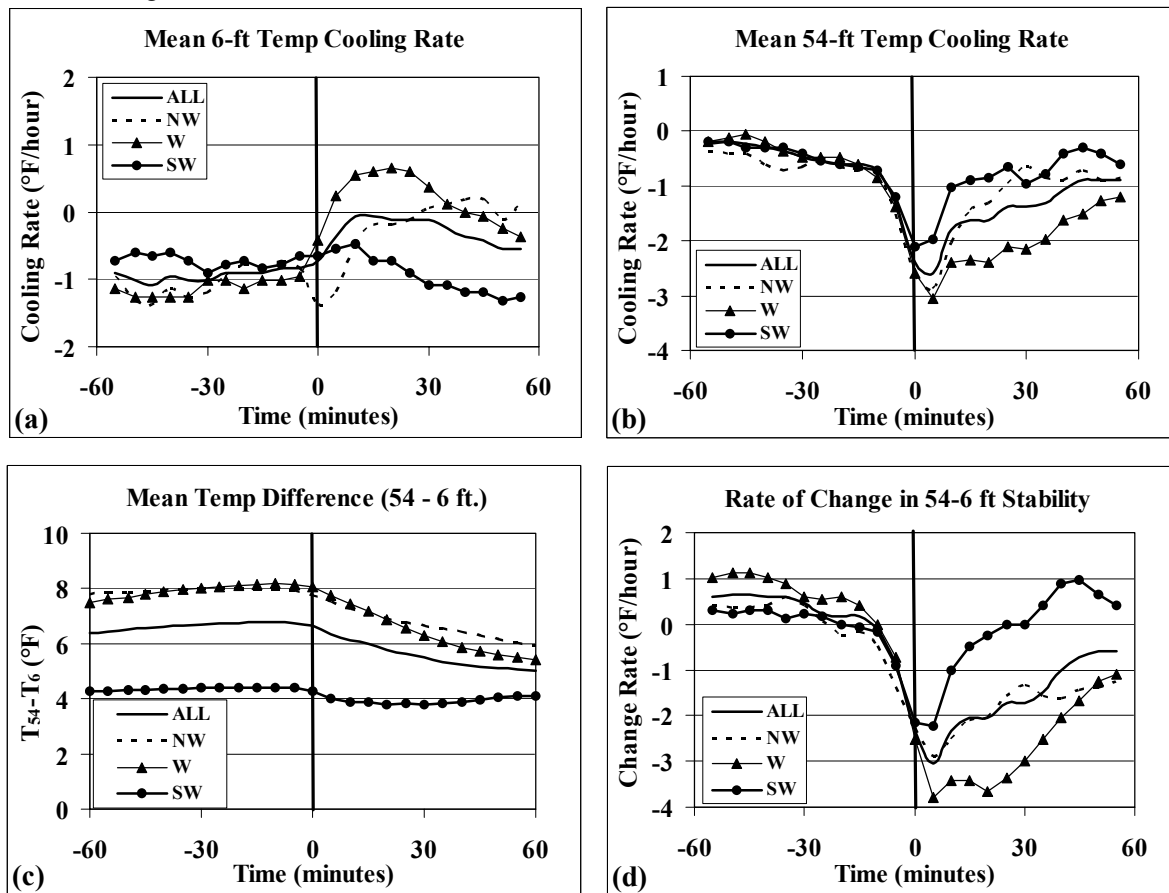 Mean 6-ft Temp Cooling Rate
Cooling Rate (°F/hour)
2
1
0
-1
-2
ALL
NW
W
SW
-60
-30
0
30
60
Time (minutes)
(a)
Mean 54-ft Temp Cooling Rate
Cooling Rate (°F/hour)
1
0
-1
-2
-3
-4
ALL
NW
W
SW
-60
-30
0
30
60
Time (minutes)
(b)
Mean Temp Difference (54 - 6 ft.)
T54-T6 (°F)
10
8
6
4
2
0
ALL
NW
W
SW
-60
-30
0
30
60
Time (minutes)
(c)
Rate of Change in 54-6 ft Stability
Change Rate (°F/hour)
2
1
0
-1
-2
-3
-4
ALL
NW
W
SW
-60
-30
0
30
60
Time (minutes)
(d)